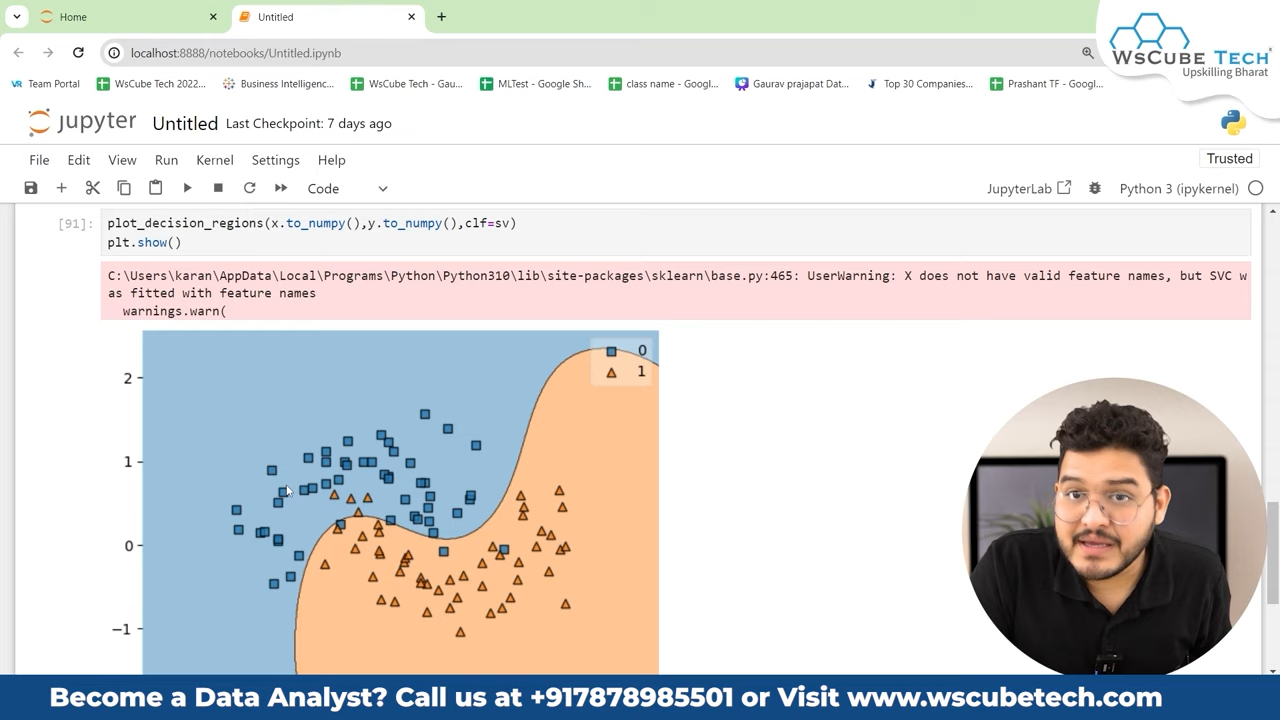 Home
Untitled
localhost:8888/notebooks/Untitled.ipynb
WsCube Tech
Upskilling Bharat
Team Portal
WsCube Tech 2022...
Business Intelligenc...
WsCube Tech - Gau...
MLTest - Google Sh...
class name - Googl...
Gaurav prajapat Dat...
Top 30 Companies...
Prashant TF - Googl...
jupyter Untitled Last Checkpoint: 7 days ago
File Edit View Run Kernel Settings Help
Trusted
Code
JupyterLab
Python 3 (ipykernel)
[91]: plot_decision_regions(x.to_numpy(),y.to_numpy(),clf=sv)
plt.show()
C:\Users\karan\AppData\Local\Programs\Python\Python310\lib\site-packages\sklearn\base.py:465: UserWarning: X does not have valid feature names, but SVC w
as fitted with feature names
warnings.warn(
0
1
2
1
0
−1
Become a Data Analyst? Call us at +917878985501 or Visit www.wscubetech.com